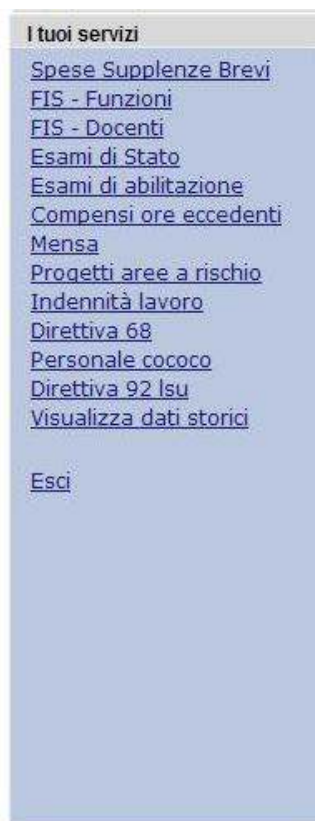 I tuoi servizi
Spese Supplenze Brevi
FIS - Funzioni
FIS - Docenti
Esami di Stato
Esami di abilitazione
Compensi ore eccedenti
Mensa
Progetti aree a rischio
Indennità lavoro
Direttiva 68
Personale cococo
Direttiva 92 lsu
Visualizza dati storici
Esci